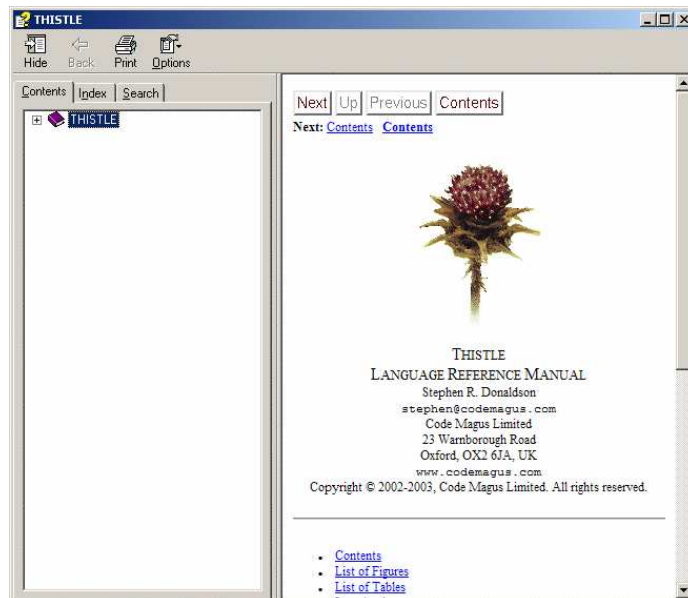 THISTLE
Hide Back Print Options
Contents Index Search
THISTLE
Next Up Previous Contents
Next: Contents Contents
THISTLE
LANGUAGE REFERENCE MANUAL
Stephen R. Donaldson
stephen@codemagus.com
Code Magus Limited
23 Warnborough Road
Oxford, OX2 6JA, UK
www.codemagus.com
Copyright © 2002-2003, Code Magus Limited. All rights reserved.
Contents
List of Figures
List of Tables